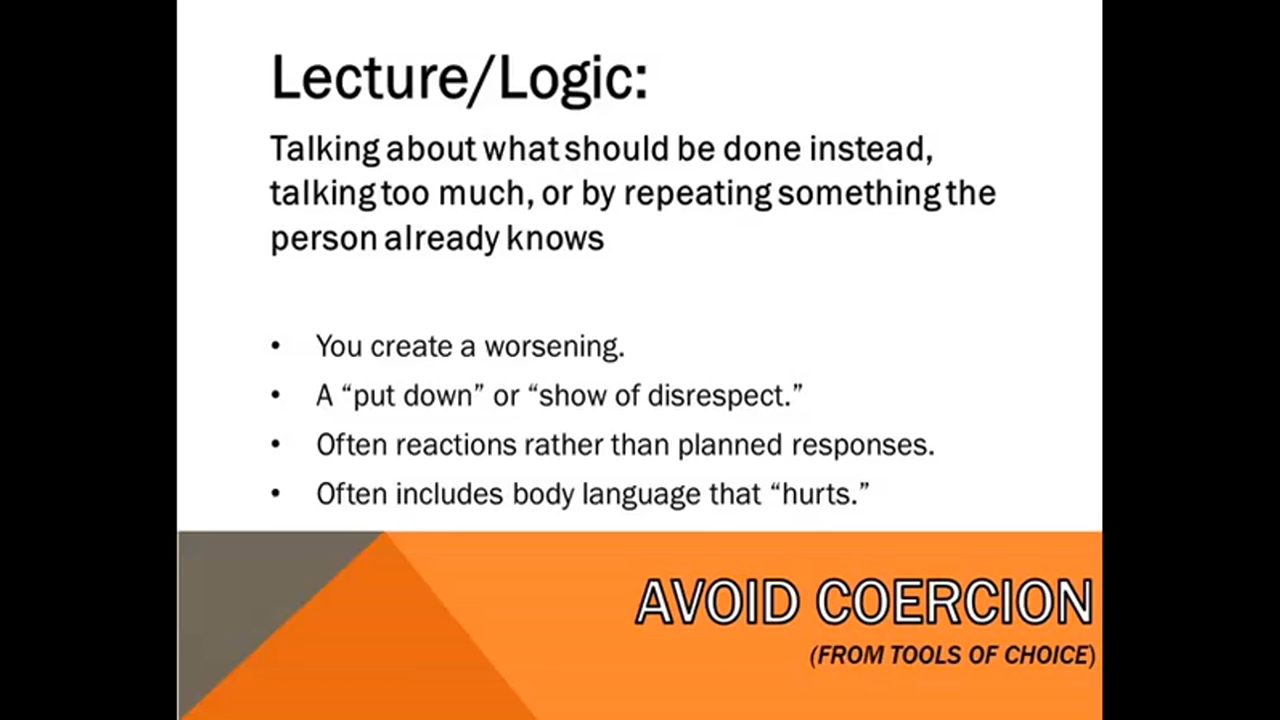 Lecture/Logic:
Talking about what should be done instead,
talking too much, or by repeating something the
person already knows
• You create a worsening.
• A “put down” or “show of disrespect.”
• Often reactions rather than planned responses.
• Often includes body language that “hurts.”
AVOID COERCION
(FROM TOOLS OF CHOICE)